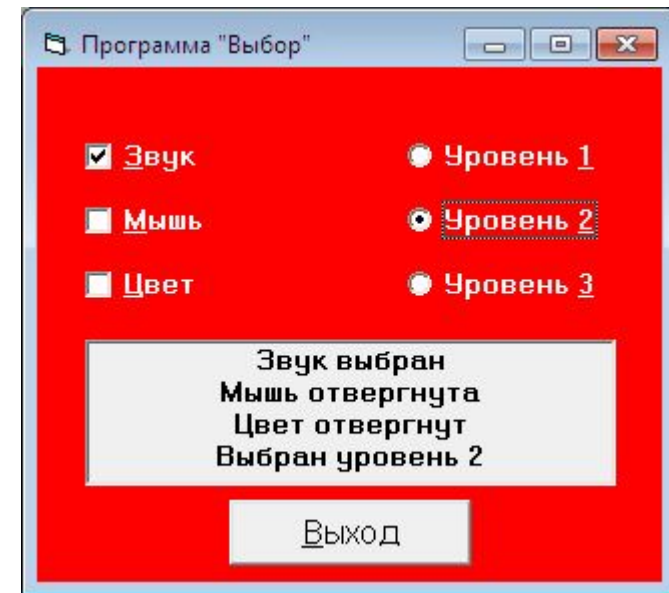 Программа "Выбор"
Звук
Уровень 1
Мышь
Уровень 2
Цвет
Уровень 3
Звук выбран
Мышь отвергнута
Цвет отвергнут
Выбран уровень 2
Выход